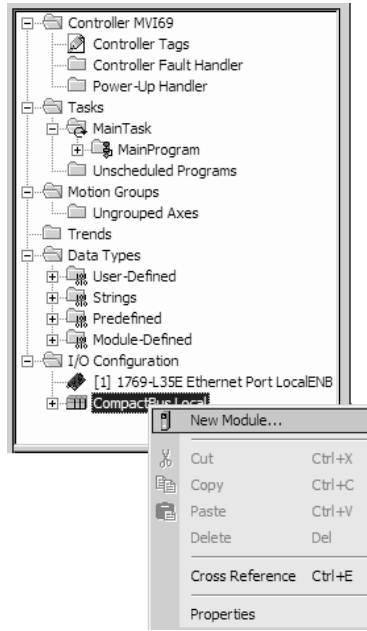 Controller MVI69
Controller Tags
Controller Fault Handler
Power-Up Handler
Tasks
MainTask
MainProgram
Unscheduled Programs
Motion Groups
Ungrouped Axes
Trends
Data Types
User-Defined
Strings
Predefined
Module-Defined
I/O Configuration
[1] 1769-L35E Ethernet Port LocalENB
CompactBus Local
New Module...
Cut Ctrl+X
Copy Ctrl+C
Paste Ctrl+V
Delete Del
Cross Reference Ctrl+E
Properties